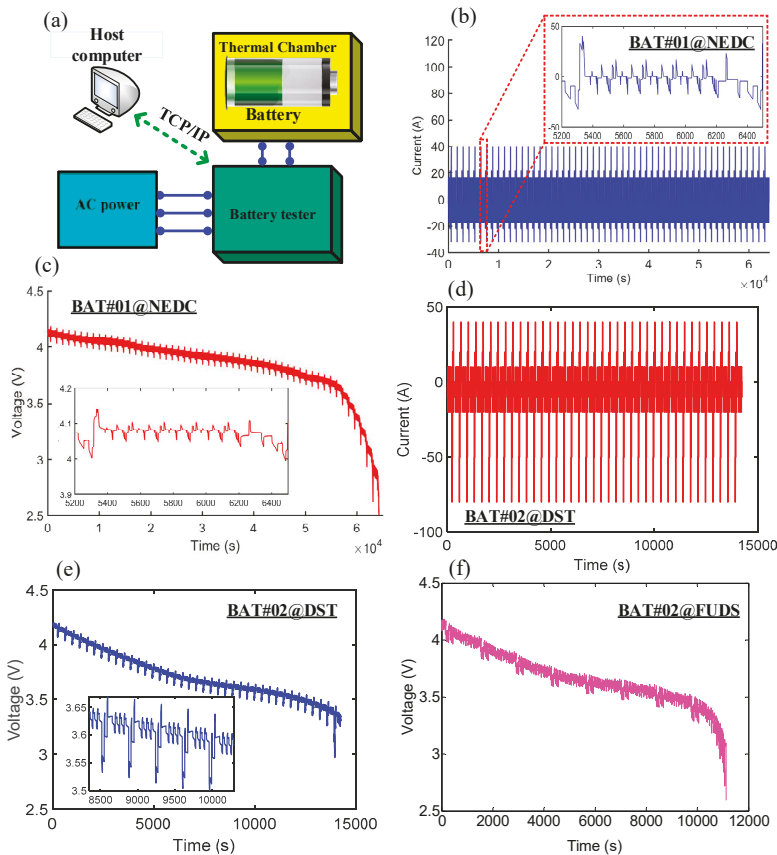 (a)
Host
computer
Thermal Chamber
Battery
TCP/IP
AC power
Battery tester
(b)
BAT#01@NEDC
50
0
-50
5200 5400 5600 5800 6000 6200 6400
120
100
80
60
40
20
0
-20
-40
Current (A)
0 1 2 3 4 5 6
Time (s)
×10⁴
(c)
BAT#01@NEDC
4.5
4
3.5
3
2.5
Voltage (V)
4.2
4.1
4
3.9
5200 5400 5600 5800 6000 6200 6400
0 1 2 3 4 5 6
Time (s)
×10⁴
(d)
50
0
-50
-100
Current (A)
BAT#02@DST
0 5000 10000 15000
Time (s)
(e)
BAT#02@DST
4.5
4
3.5
3
2.5
Voltage (V)
3.65
3.6
3.55
3.5
8500 9000 9500 10000
0 5000 10000 15000
Time (s)
(f)
BAT#02@FUDS
4.5
4
3.5
3
2.5
Voltage (V)
0 2000 4000 6000 8000 10000 12000
Time (s)